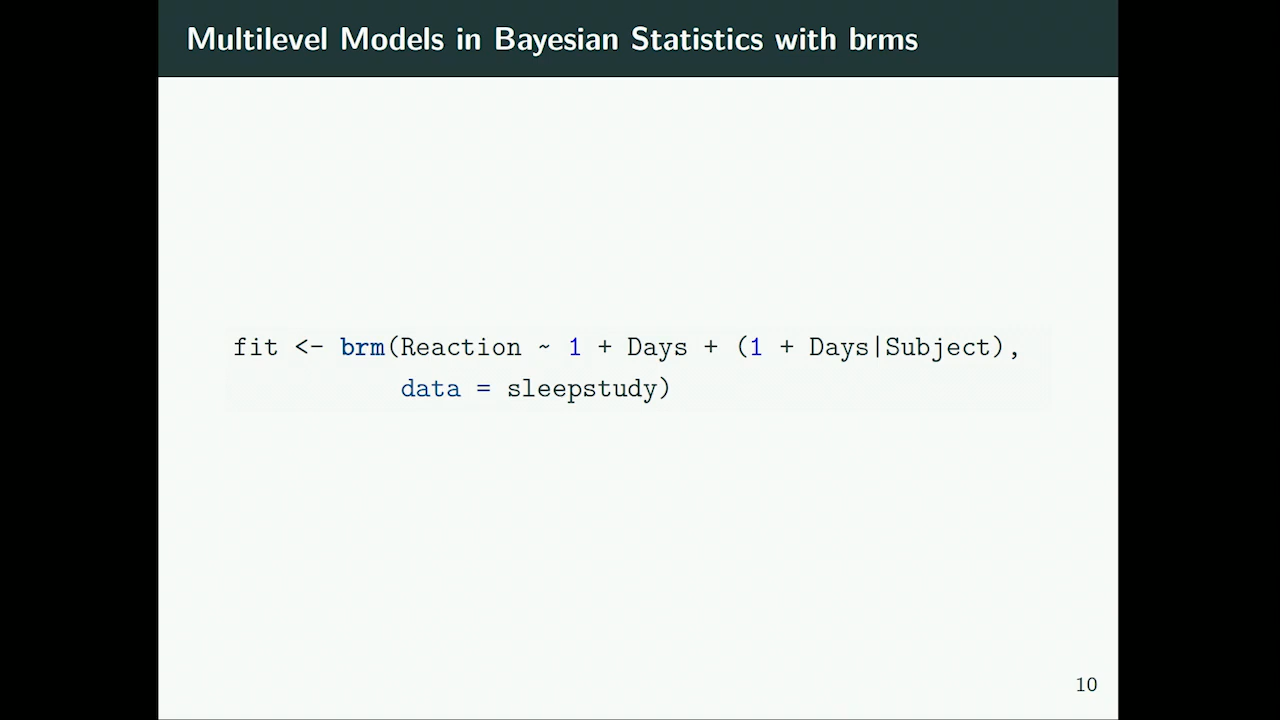 Multilevel Models in Bayesian Statistics with brms
fit <- brm(Reaction ~ 1 + Days + (1 + Days|Subject),
data = sleepstudy)
10